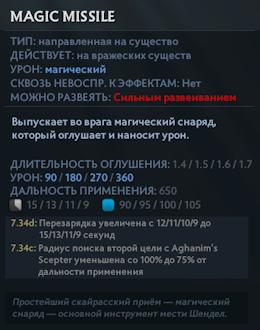 MAGIC MISSILE
ТИП: направленная на существо
ДЕЙСТВУЕТ: на вражеских существ
УРОН: магический
СКВОЗЬ НЕВОСПР. К ЭФФЕКТАМ: Нет
МОЖНО РАЗВЕЯТЬ: Сильным развеиванием
Выпускает во врага магический снаряд,
который оглушает и наносит урон.
ДЛИТЕЛЬНОСТЬ ОГЛУШЕНИЯ: 1.4 / 1.5 / 1.6 / 1.7
УРОН: 90 / 180 / 270 / 360
ДАЛЬНОСТЬ ПРИМЕНЕНИЯ: 650
15 / 13 / 11 / 9 90 / 95 / 100 / 105
7.34d: Перезарядка увеличена с 12/11/10/9 до
15/13/11/9 секунд
7.34c: Радиус поиска второй цели с Aghanim's
Scepter уменьшена со 100% до 75% от
дальности применения
Простейший скайрасский приём — магический
снаряд — основной инструмент мести Шендел.